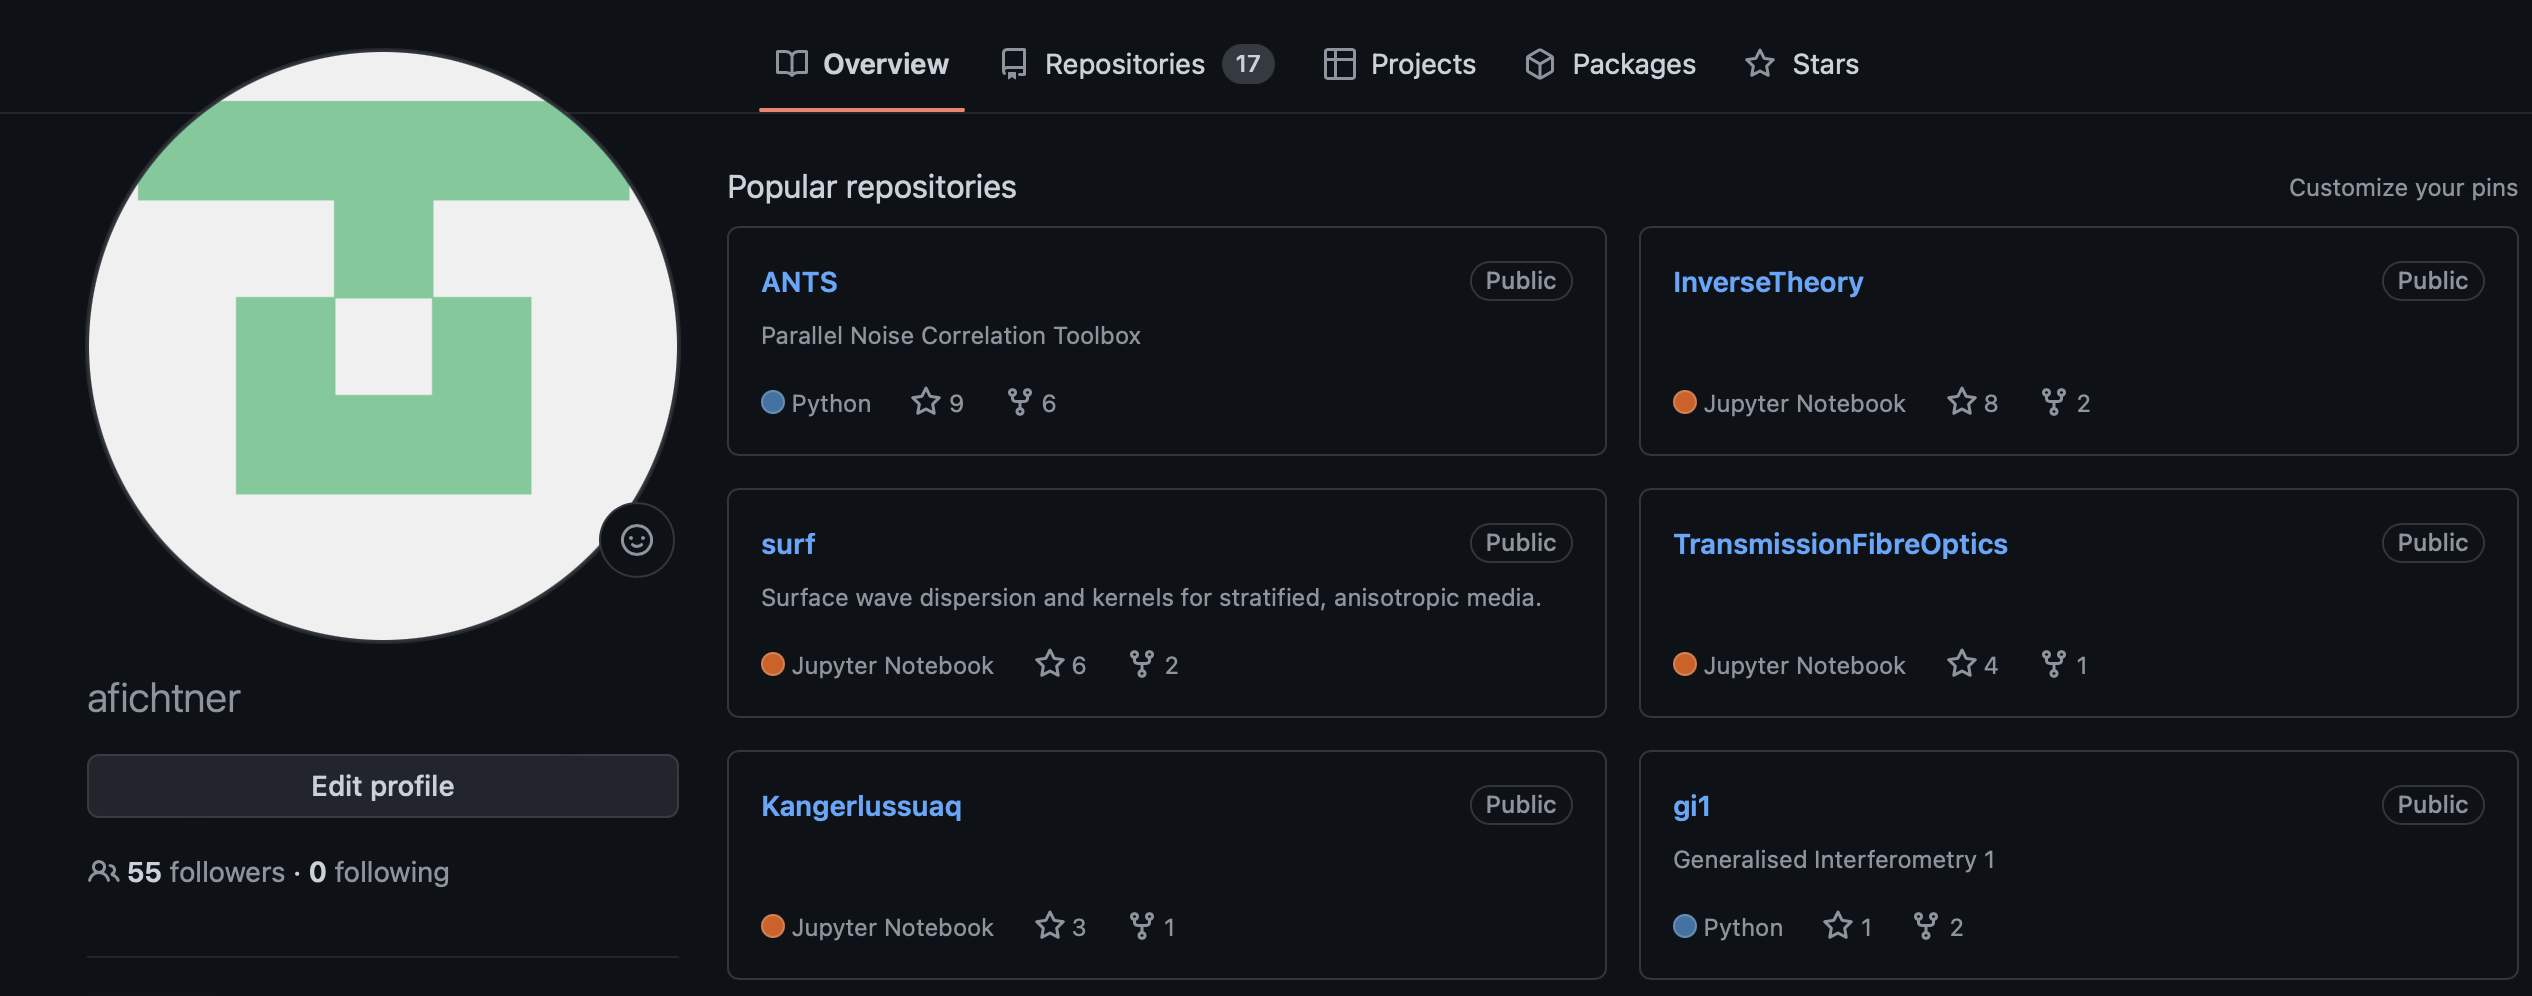 Overview Repositories 17 Projects Packages Stars
afichtner
Edit profile
55 followers · 0 following
Popular repositories
Customize your pins
ANTS Public
Parallel Noise Correlation Toolbox
Python 9 6
InverseTheory Public
Jupyter Notebook 8 2
surf Public
Surface wave dispersion and kernels for stratified, anisotropic media.
Jupyter Notebook 6 2
TransmissionFibreOptics Public
Jupyter Notebook 4 1
Kangerlussuaq Public
Jupyter Notebook 3 1
gi1 Public
Generalised Interferometry 1
Python 1 2